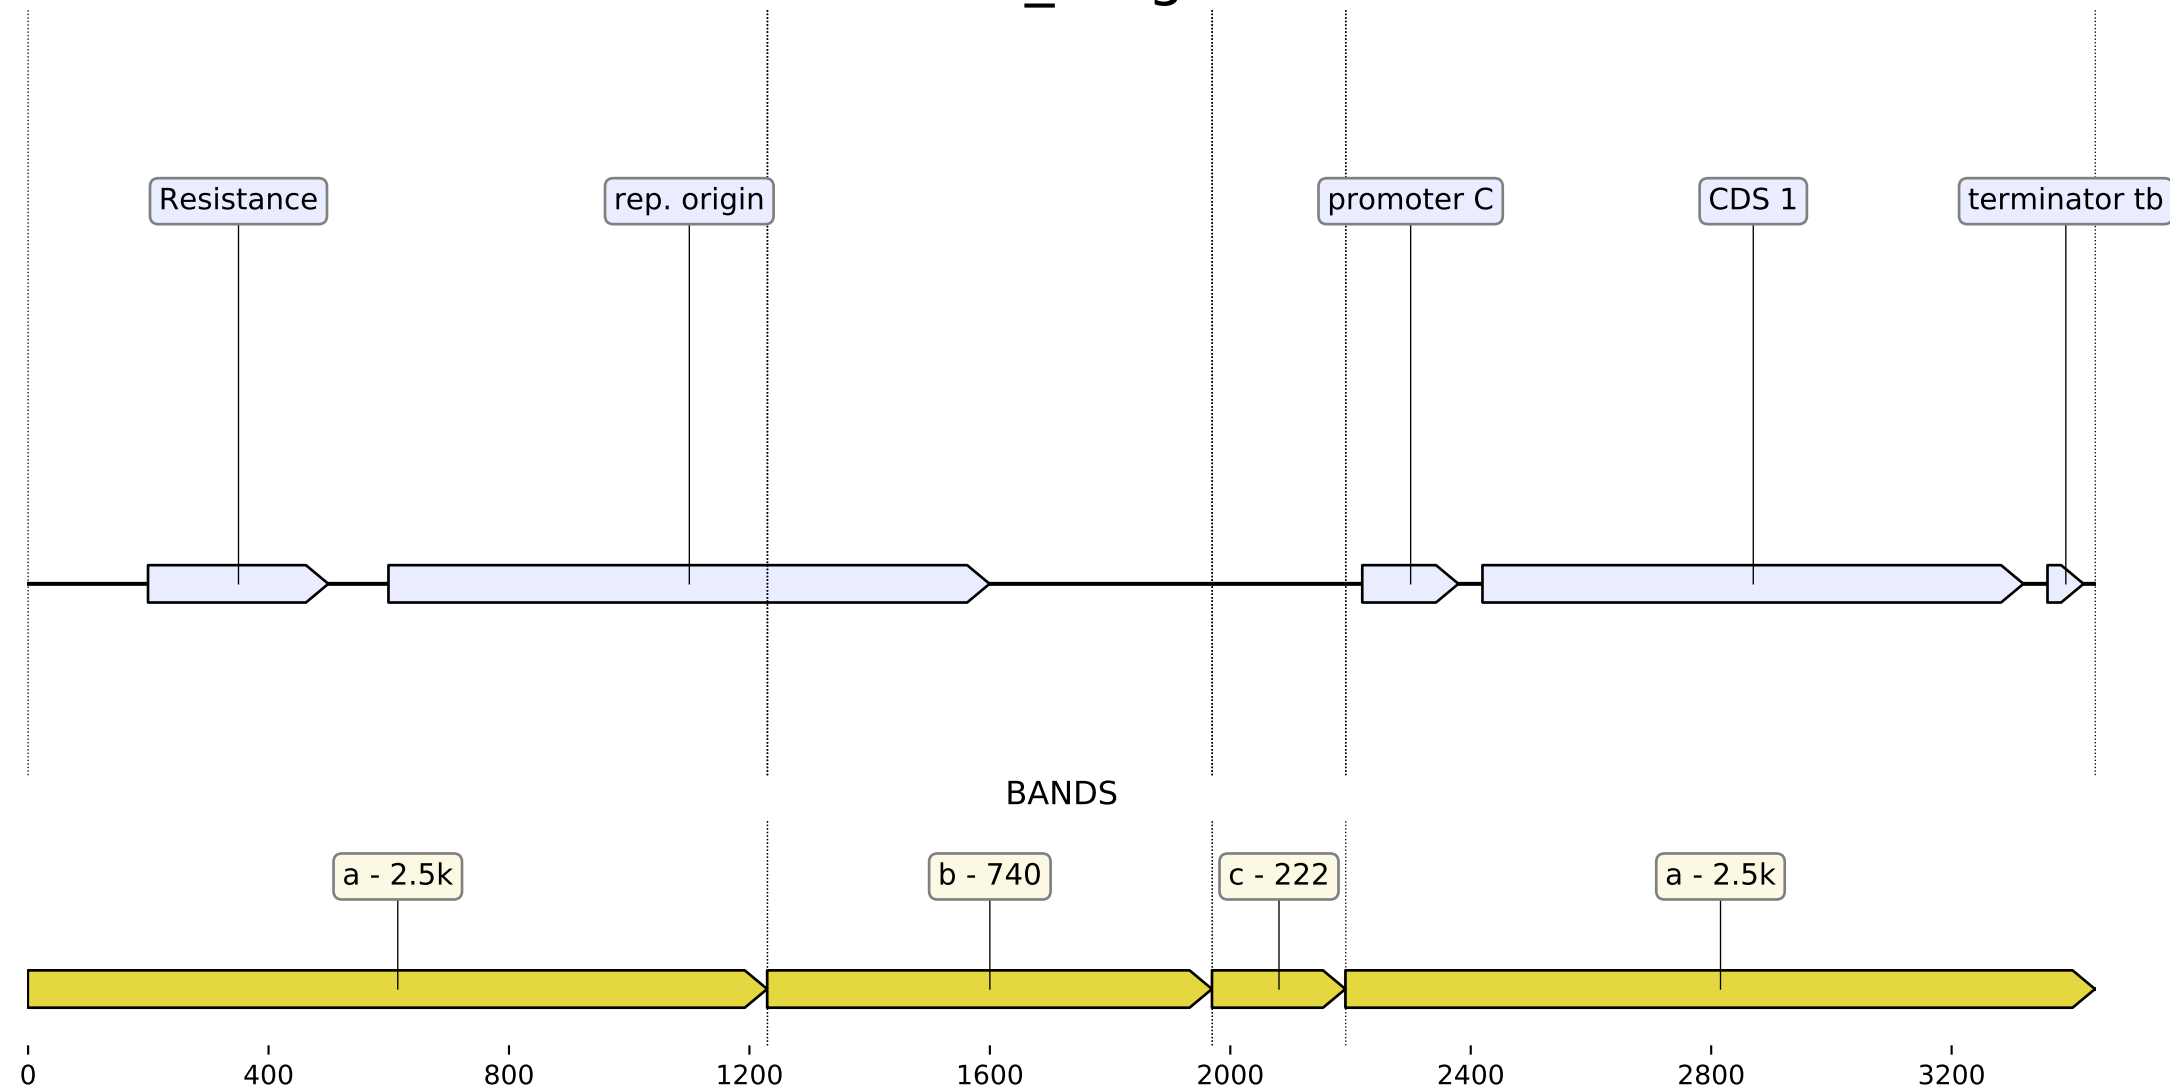 Resistance
rep. origin
promoter C
CDS 1
terminator tb
BANDS
a - 2.5k
b - 740
c - 222
a - 2.5k
0 400 800 1200 1600 2000 2400 2800 3200